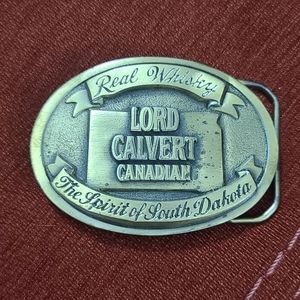 Real Whisky
LORD
CALVERT
CANADIAN
The Spirit of South Dakota